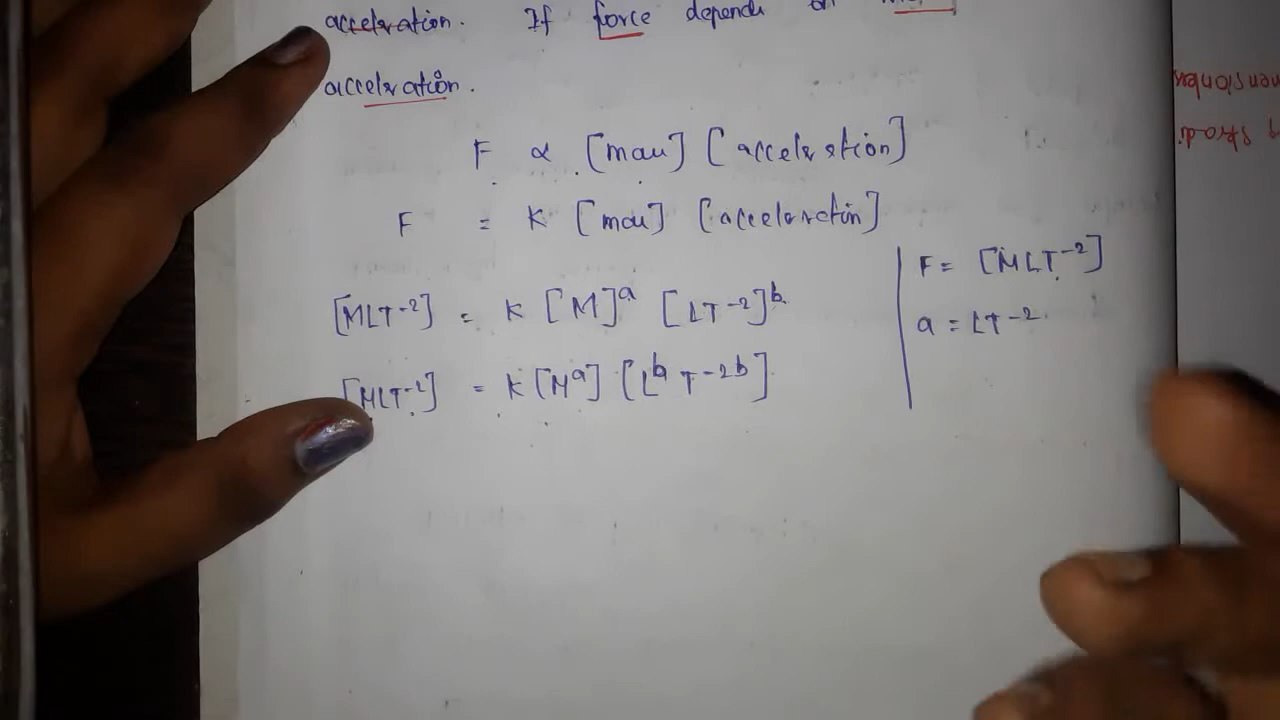 acceleration. If force depends on
acceleration.
F ∝ [mass] [acceleration]
F = K [mass] [acceleration]
F = [MLT-2]
[MLT-2] = K [M]a [LT-2]b
a = LT-2
[MLT-2] = K [Ma] [Lb T-2b]